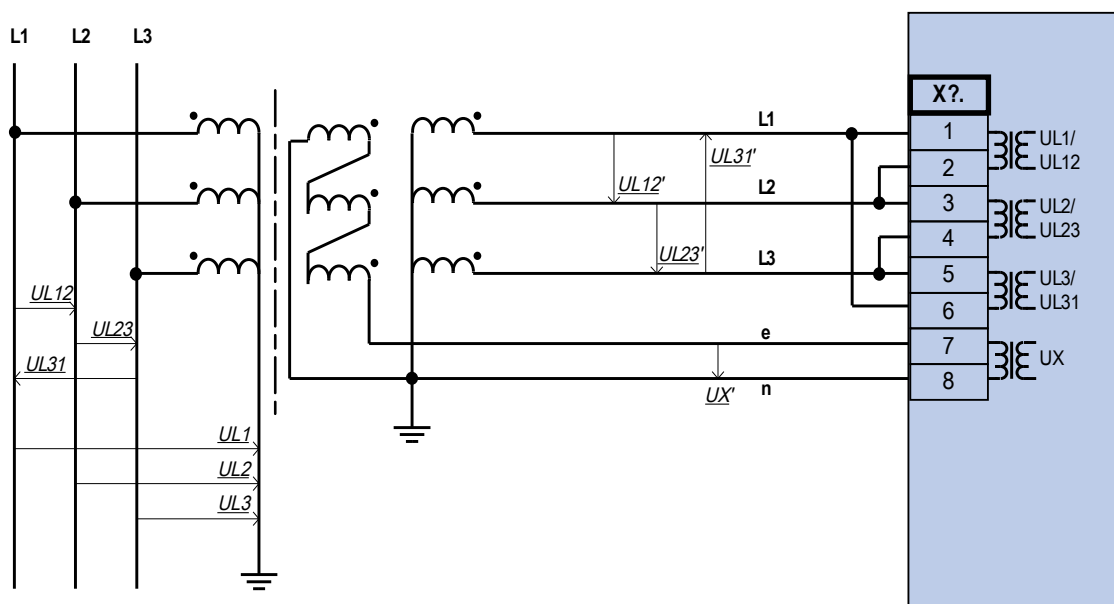 L1 L2 L3
X?.
1
2
3
4
5
6
7
8
UL1/
UL12
UL2/
UL23
UL3/
UL31
UX
L1
L2
L3
e
n
UL31'
UL12'
UL23'
UX'
UL12
UL23
UL31
UL1
UL2
UL3